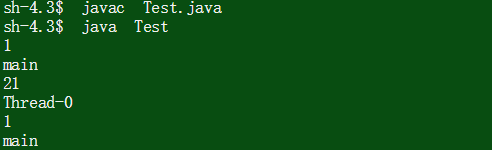 sh-4.3$ javac Test.java
sh-4.3$ java Test
1
main
21
Thread-0
1
main